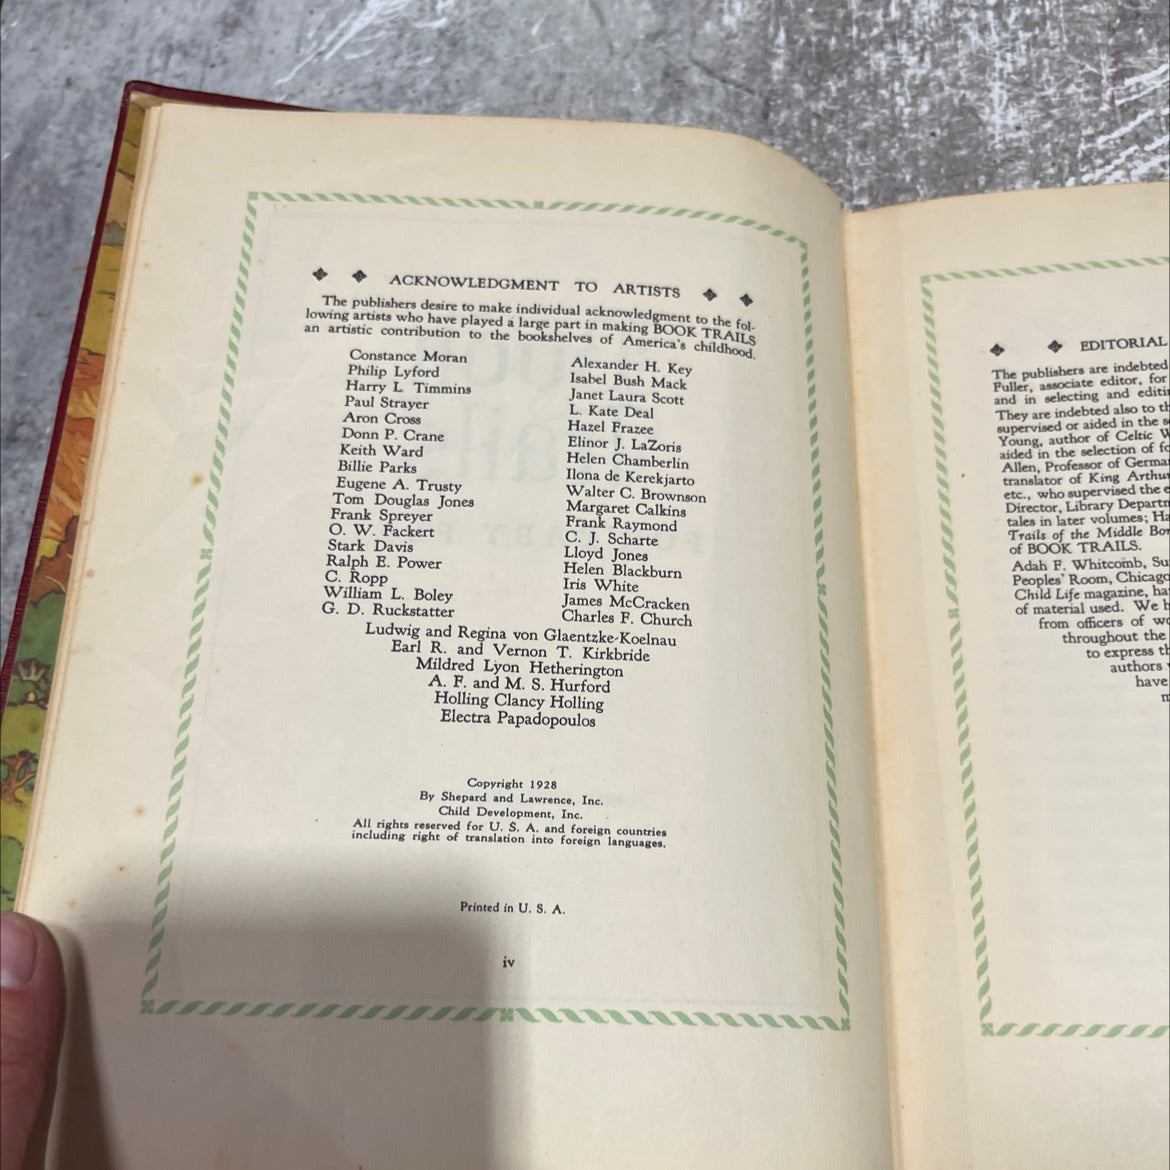 ACKNOWLEDGMENT TO ARTISTS
The publishers desire to make individual acknowledgment to the fol-
lowing artists who have played a large part in making BOOK TRAILS
an artistic contribution to the bookshelves of America's childhood.
Constance Moran
Philip Lyford
Harry L. Timmins
Paul Strayer
Aron Cross
Donn P. Crane
Keith Ward
Billie Parks
Eugene A. Trusty
Tom Douglas Jones
Frank Spreyer
O. W. Fackert
Stark Davis
Ralph E. Power
C. Ropp
William L. Boley
G. D. Ruckstatter
Alexander H. Key
Isabel Bush Mack
Janet Laura Scott
L. Kate Deal
Hazel Frazee
Elinor J. LaZoris
Helen Chamberlin
Ilona de Kerekjarto
Walter C. Brownson
Margaret Calkins
Frank Raymond
C. J. Scharte
Lloyd Jones
Helen Blackburn
Iris White
James McCracken
Charles F. Church
Ludwig and Regina von Glaentzke-Koelnau
Earl R. and Vernon T. Kirkbride
Mildred Lyon Hetherington
A. F. and M. S. Hurford
Holling Clancy Holling
Electra Papadopoulos
Copyright 1928
By Shepard and Lawrence, Inc.
Child Development, Inc.
All rights reserved for U. S. A. and foreign countries
including right of translation into foreign languages.
Printed in U. S. A.
iv
EDITORIAL
The publishers are indebted
Fuller, associate editor, for
and in selecting and editi
They are indebted also to th
supervised or aided in the s
Young, author of Celtic W
aided in the selection of fo
Allen, Professor of Germa
translator of King Arthu
etc., who supervised the e
Director, Library Departm
tales in later volumes; Ha
Trails of the Middle Bor
of BOOK TRAILS.
Adah F. Whitcomb, Su
Peoples' Room, Chicago
Child Life magazine, ha
of material used. We h
from officers of wo
throughout the
to express th
authors
have